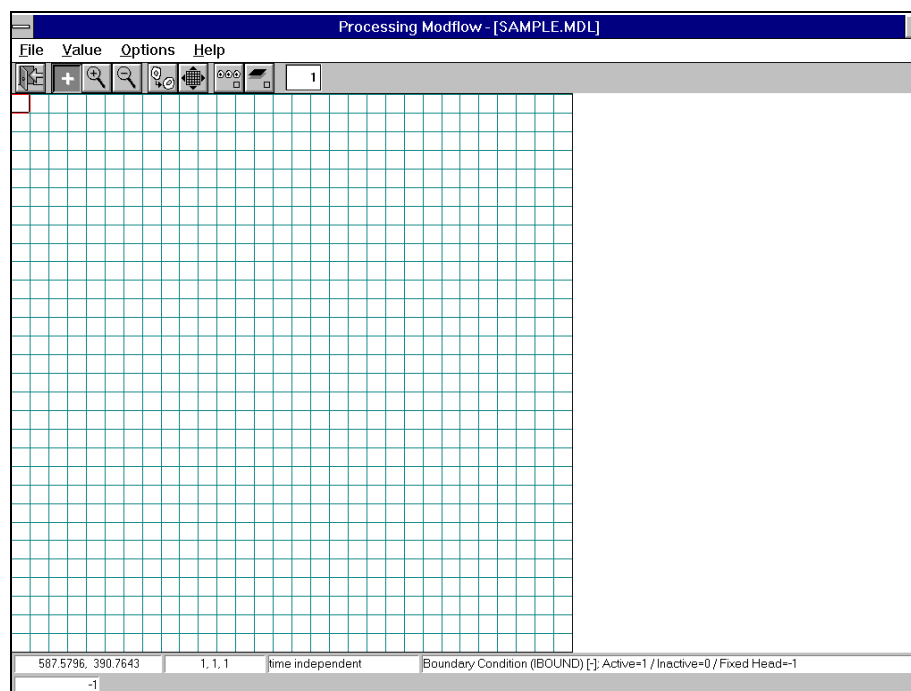 Processing Modflow - [SAMPLE.MDL]
File Value Options Help
1
587.5796, 390.7643 1, 1, 1 time independent Boundary Condition (IBOUND) [-]; Active=1 / Inactive=0 / Fixed Head=-1
-1